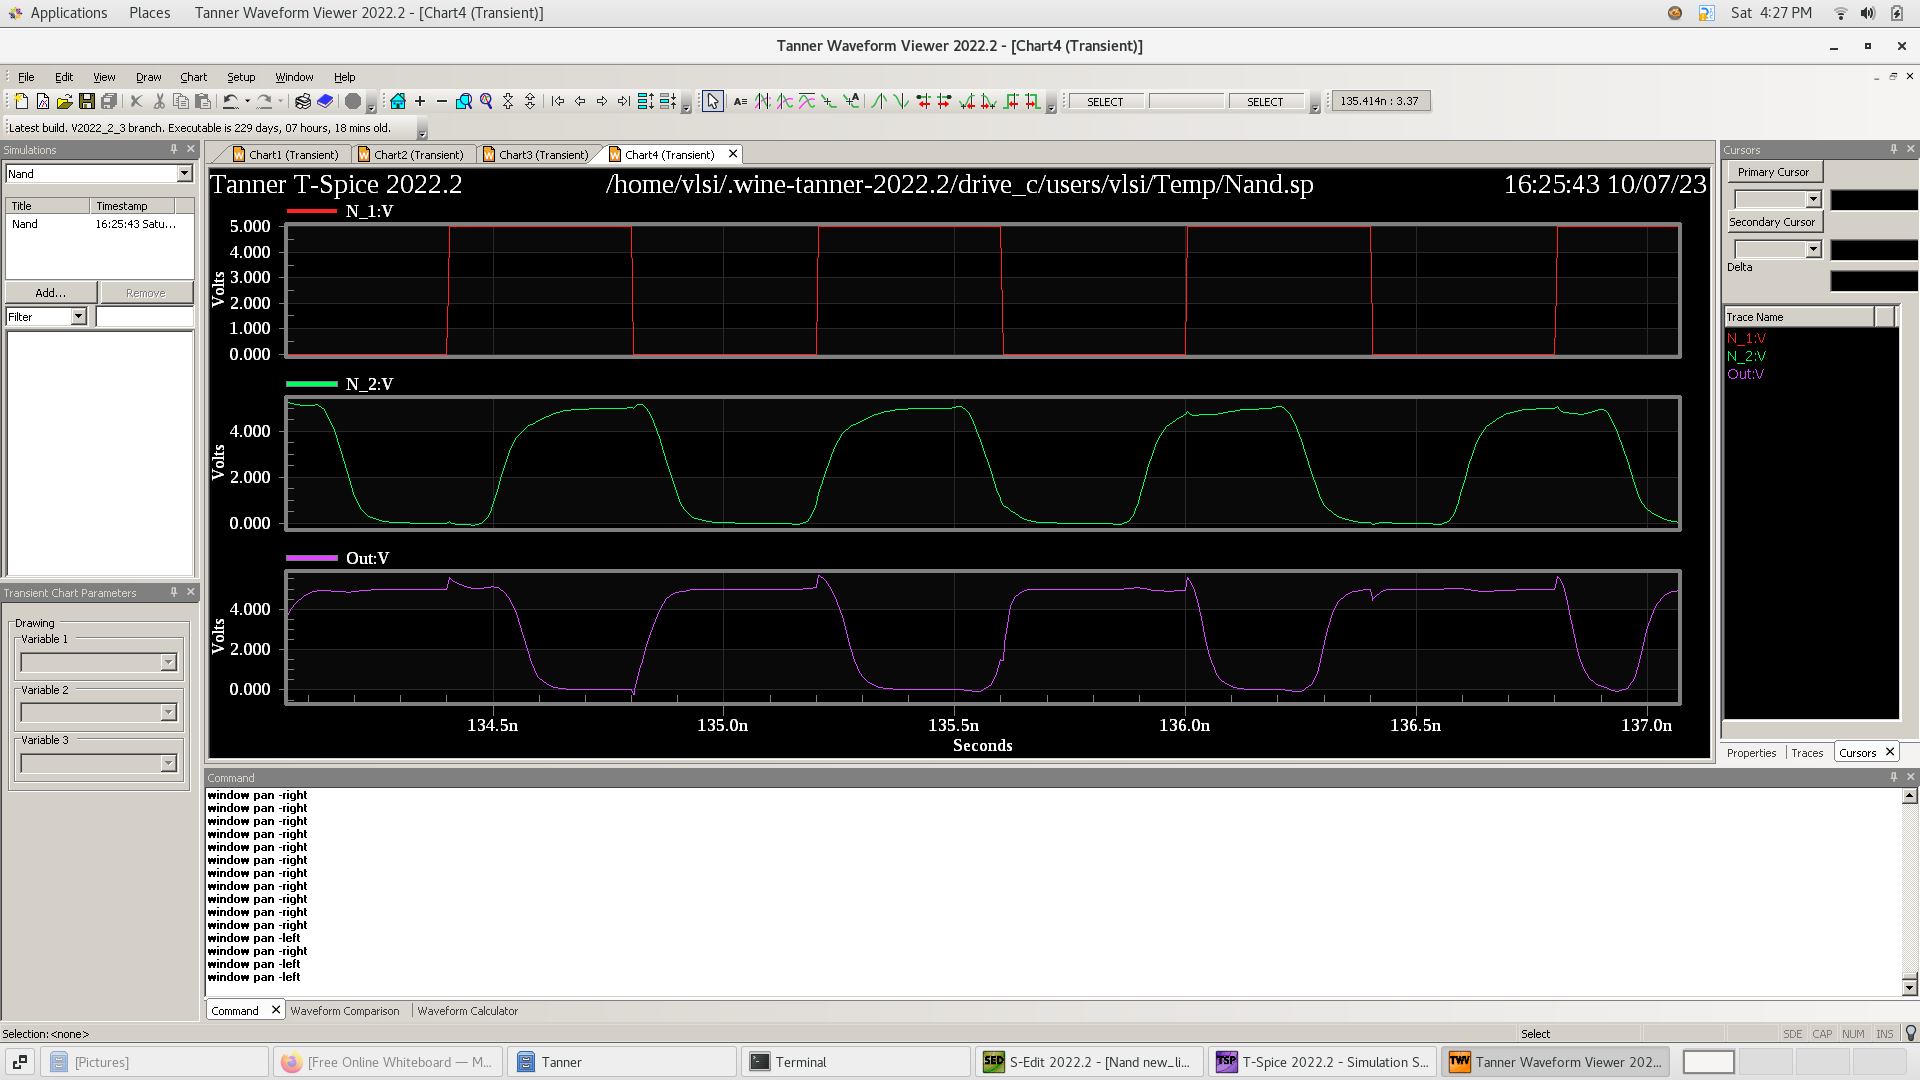 Applications Places Tanner Waveform Viewer 2022.2 - [Chart4 (Transient)] Sat 4:27 PM
Tanner Waveform Viewer 2022.2 - [Chart4 (Transient)]
File Edit View Draw Chart Setup Window Help
SELECT SELECT 135.414n : 3.37
Latest build. V2022_2_3 branch. Executable is 229 days, 07 hours, 18 mins old.
Simulations
Nand
Title Timestamp
Nand 16:25:43 Satu...
Add... Remove
Filter
Transient Chart Parameters
Drawing
Variable 1
Variable 2
Variable 3
Chart1 (Transient) Chart2 (Transient) Chart3 (Transient) Chart4 (Transient)
Tanner T-Spice 2022.2 /home/vlsi/.wine-tanner-2022.2/drive_c/users/vlsi/Temp/Nand.sp 16:25:43 10/07/23
N_1:V
5.000
4.000
3.000
2.000
1.000
0.000
Volts
N_2:V
4.000
2.000
0.000
Volts
Out:V
4.000
2.000
0.000
Volts
134.5n 135.0n 135.5n 136.0n 136.5n 137.0n
Seconds
Cursors
Primary Cursor
Secondary Cursor
Delta
Trace Name
N_1:V
N_2:V
Out:V
Properties Traces Cursors
Command
window pan -right
window pan -right
window pan -right
window pan -right
window pan -right
window pan -right
window pan -right
window pan -right
window pan -right
window pan -right
window pan -right
window pan -left
window pan -right
window pan -left
window pan -left
Command Waveform Comparison Waveform Calculator
Selection: <none> Select SDE CAP NUM INS
[Pictures] [Free Online Whiteboard — M... Tanner Terminal S-Edit 2022.2 - [Nand new_li... T-Spice 2022.2 - Simulation S... Tanner Waveform Viewer 202...